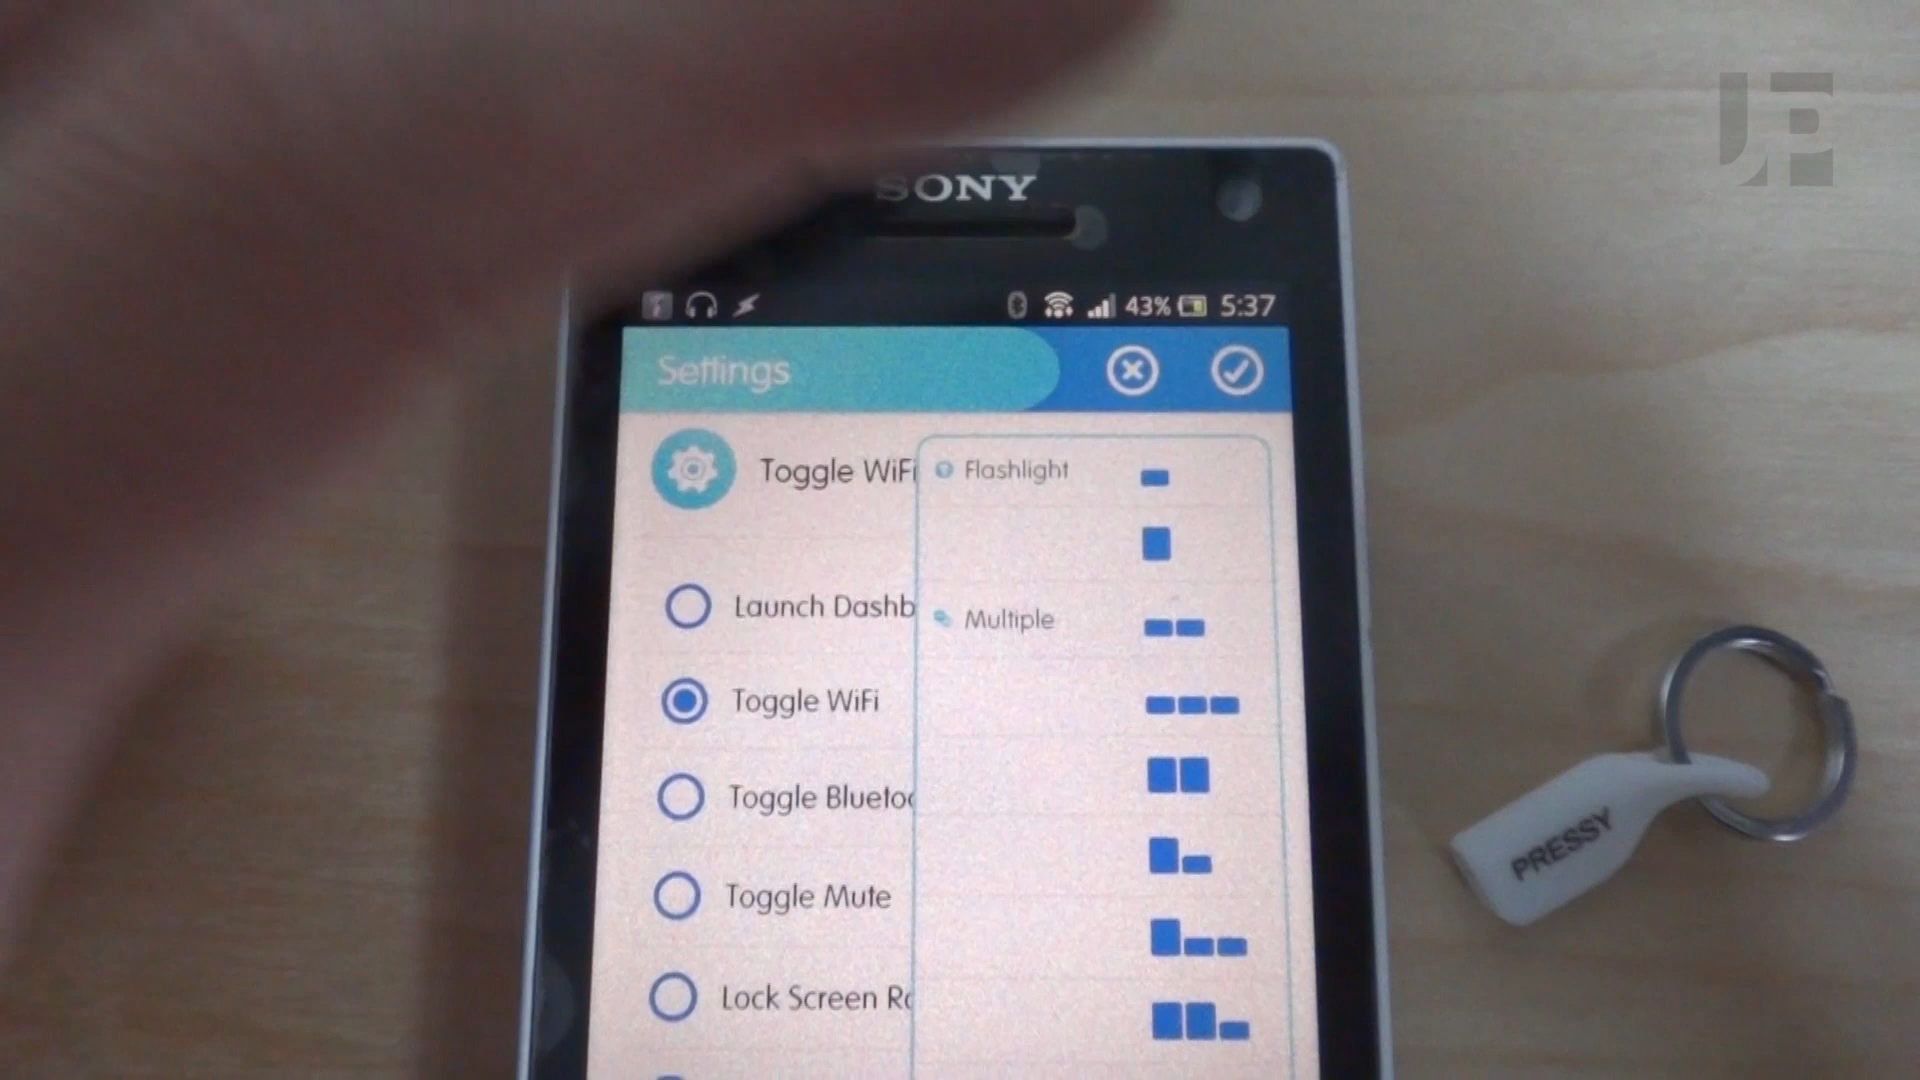 SONY
43% 5:37
Settings
Toggle WiFi
Flashlight
Launch Dashb
Multiple
Toggle WiFi
Toggle Bluetoo
Toggle Mute
Lock Screen Ro
PRESSY